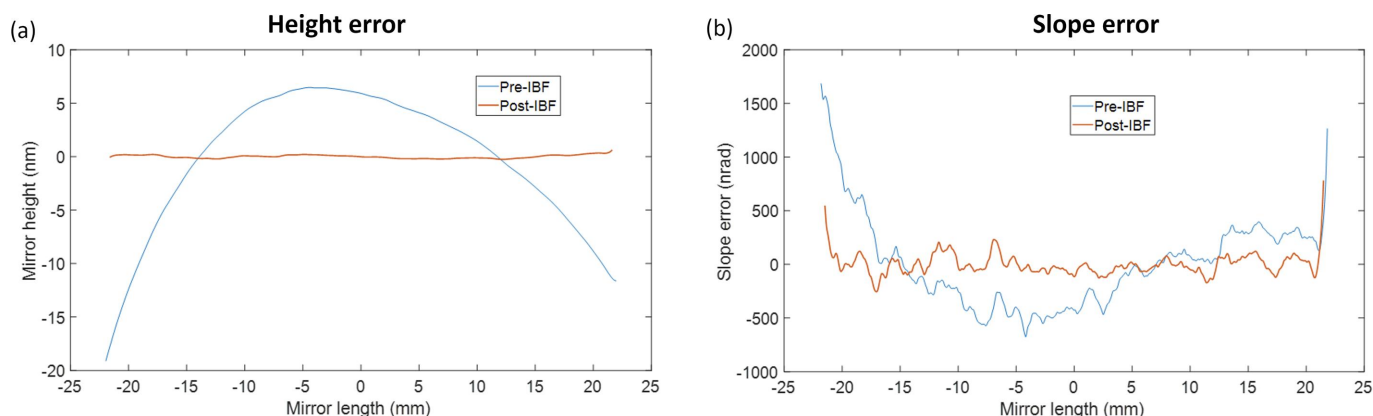 (a)
Height error
Mirror height (nm)
10
5
0
-5
-10
-15
-20
Pre-IBF
Post-IBF
-25 -20 -15 -10 -5 0 5 10 15 20 25
Mirror length (mm)
(b)
Slope error
Slope error (nrad)
2000
1500
1000
500
0
-500
-1000
Pre-IBF
Post-IBF
-25 -20 -15 -10 -5 0 5 10 15 20 25
Mirror length (mm)